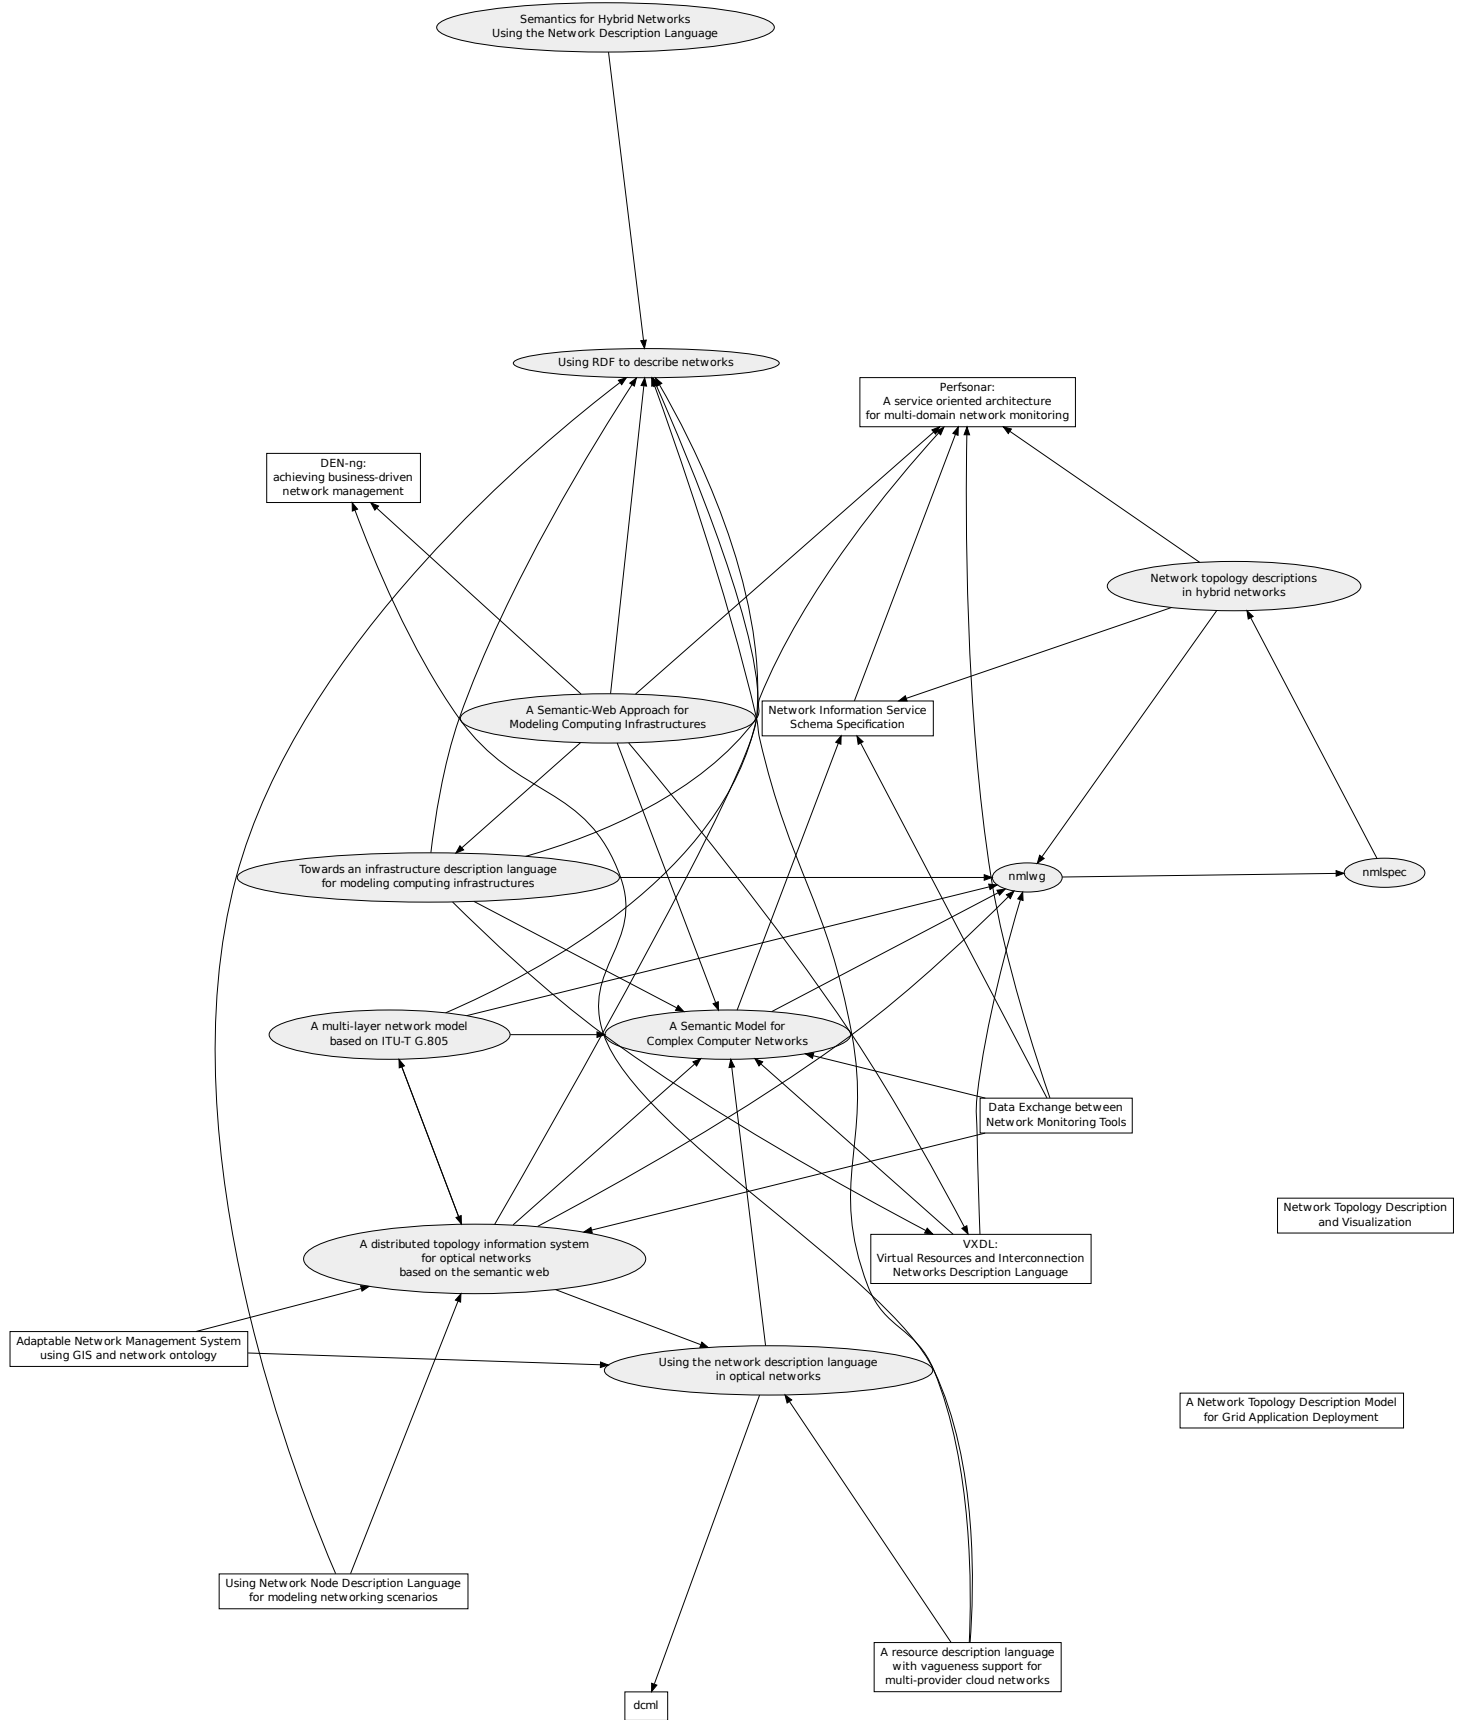 Semantics for Hybrid Networks
Using the Network Description Language
Using RDF to describe networks
Perfsonar:
A service oriented architecture
for multi-domain network monitoring
DEN-ng:
achieving business-driven
network management
Network topology descriptions
in hybrid networks
A Semantic-Web Approach for
Modeling Computing Infrastructures
Network Information Service
Schema Specification
Towards an infrastructure description language
for modeling computing infrastructures
nmlwg
nmlspec
A multi-layer network model
based on ITU-T G.805
A Semantic Model for
Complex Computer Networks
Data Exchange between
Network Monitoring Tools
Network Topology Description
and Visualization
A distributed topology information system
for optical networks
based on the semantic web
VXDL:
Virtual Resources and Interconnection
Networks Description Language
Adaptable Network Management System
using GIS and network ontology
Using the network description language
in optical networks
A Network Topology Description Model
for Grid Application Deployment
Using Network Node Description Language
for modeling networking scenarios
A resource description language
with vagueness support for
multi-provider cloud networks
dcml